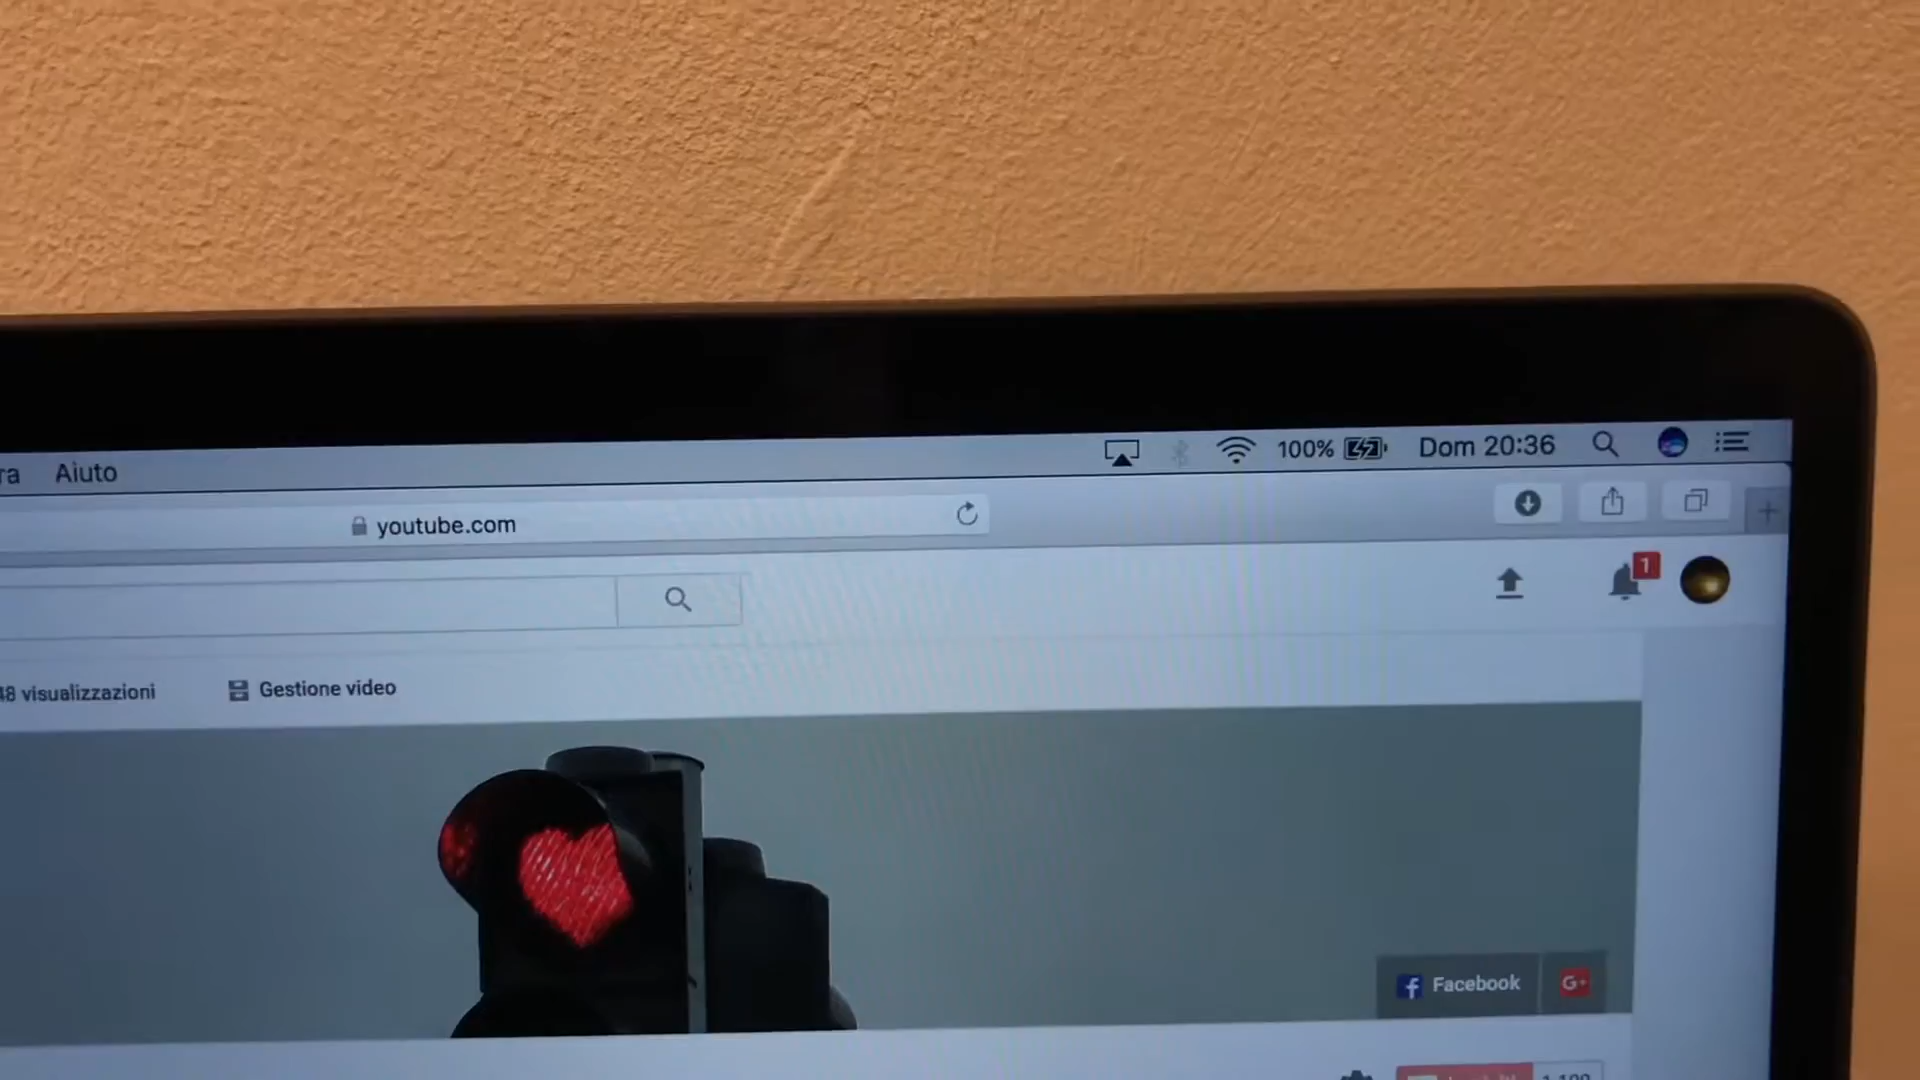 Aiuto 100% Dom 20:36
youtube.com
1
visualizzazioni Gestione video
Facebook G+